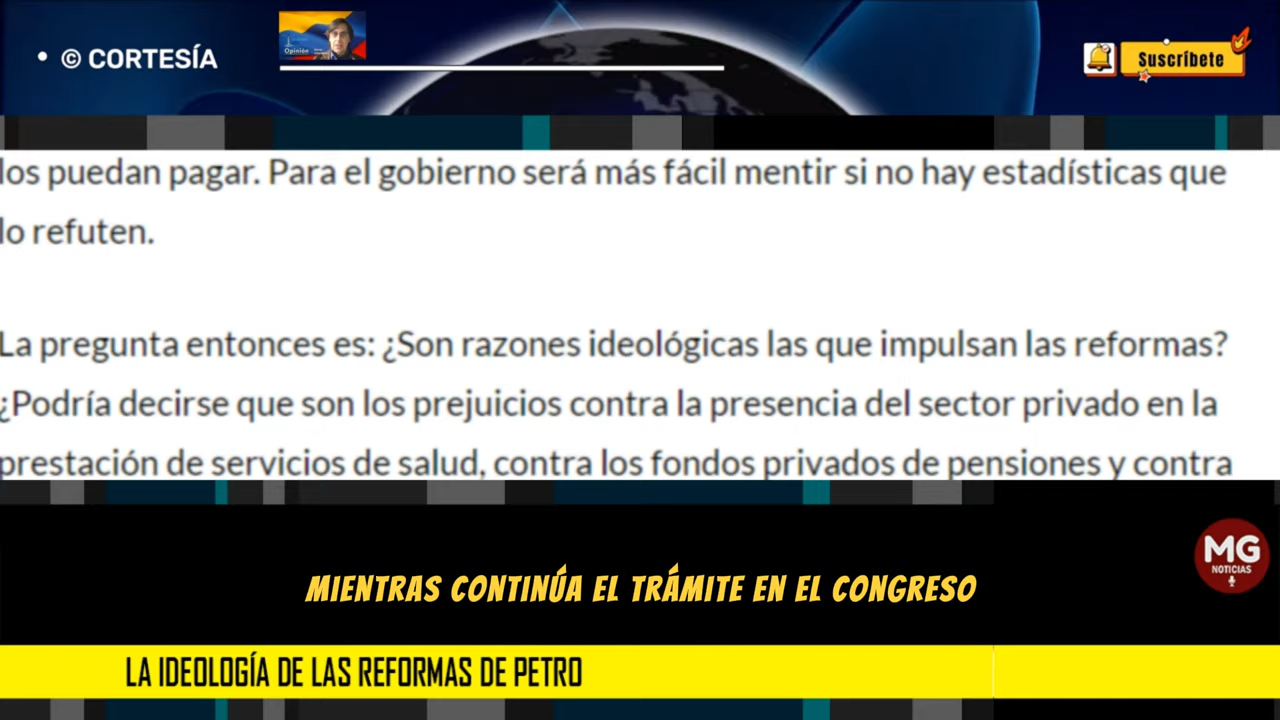 • © CORTESÍA
Opinión
Suscríbete
los puedan pagar. Para el gobierno será más fácil mentir si no hay estadísticas que
lo refuten.
La pregunta entonces es: ¿Son razones ideológicas las que impulsan las reformas?
¿Podría decirse que son los prejuicios contra la presencia del sector privado en la
prestación de servicios de salud, contra los fondos privados de pensiones y contra
MG
NOTICIAS
MIENTRAS CONTINÚA EL TRÁMITE EN EL CONGRESO
LA IDEOLOGÍA DE LAS REFORMAS DE PETRO